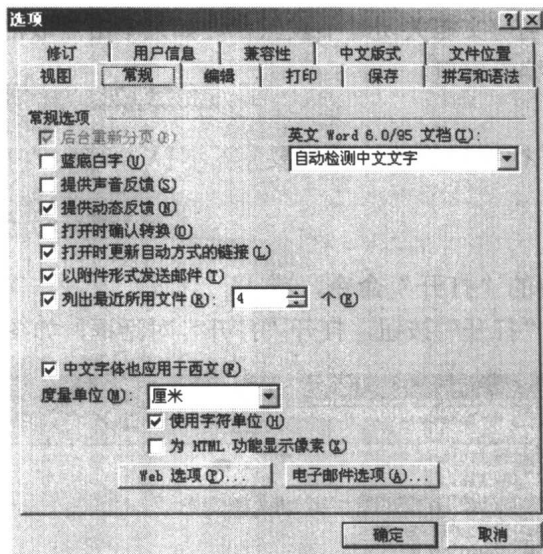 选项
修订 用户信息 兼容性 中文版式 文件位置
视图 常规 编辑 打印 保存 拼写和语法
常规选项
后台重新分页(B) 英文 Word 6.0/95 文档(I):
蓝底白字(U) 自动检测中文文字
提供声音反馈(S)
提供动态反馈(N)
打开时确认转换(O)
打开时更新自动方式的链接(L)
以附件形式发送邮件(T)
列出最近所用文件(R): 4 个(E)
中文字体也应用于西文(F)
度量单位(M): 厘米
使用字符单位(H)
为 HTML 功能显示像素(X)
Web 选项(P)... 电子邮件选项(A)...
确定 取消